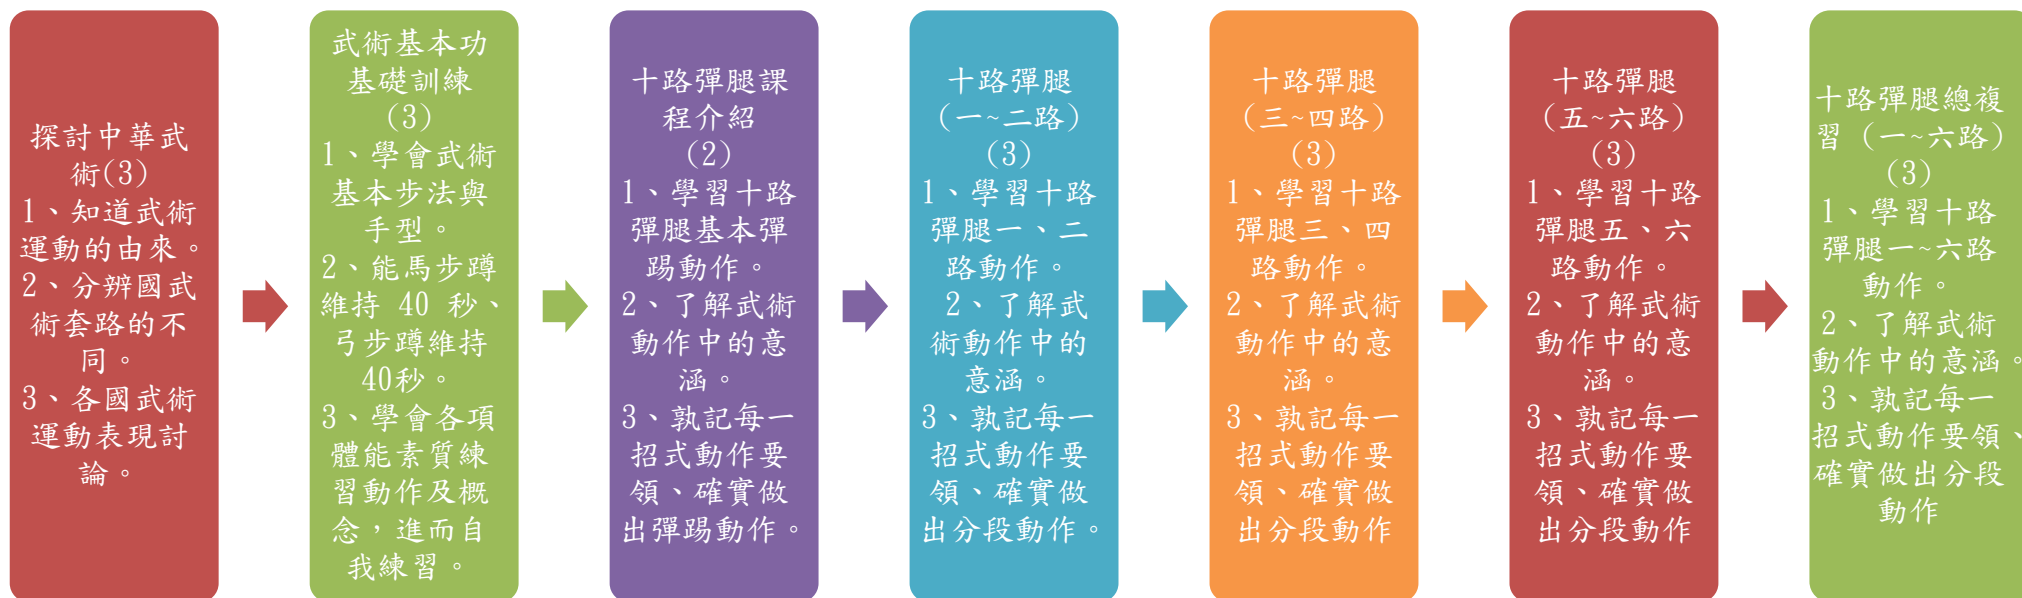 探討中華武
術(3)
1、知道武術
運動的由來。
2、分辨國武
術套路的不
同。
3、各國武術
運動表現討
論。
武術基本功
基礎訓練
(3)
1、學會武術
基本步法與
手型。
2、能馬步蹲
維持 40 秒、
弓步蹲維持
40秒。
3、學會各項
體能素質練
習動作及概
念，進而自
我練習。
十路彈腿課
程介紹
(2)
1、學習十路
彈腿基本彈
踢動作。
2、了解武術
動作中的意
涵。
3、孰記每一
招式動作要
領、確實做
出彈踢動作。
十路彈腿
(一~二路)
(3)
1、學習十路
彈腿一、二
路動作。
2、了解武
術動作中的
意涵。
3、孰記每一
招式動作要
領、確實做
出分段動作。
十路彈腿
(三~四路)
(3)
1、學習十路
彈腿三、四
路動作。
2、了解武術
動作中的意
涵。
3、孰記每一
招式動作要
領、確實做
出分段動作
十路彈腿
(五~六路)
(3)
1、學習十路
彈腿五、六
路動作。
2、了解武術
動作中的意
涵。
3、孰記每一
招式動作要
領、確實做
出分段動作
十路彈腿總複
習 (一~六路)
(3)
1、學習十路
彈腿一~六路
動作。
2、了解武術
動作中的意涵。
3、孰記每一
招式動作要領、
確實做出分段
動作